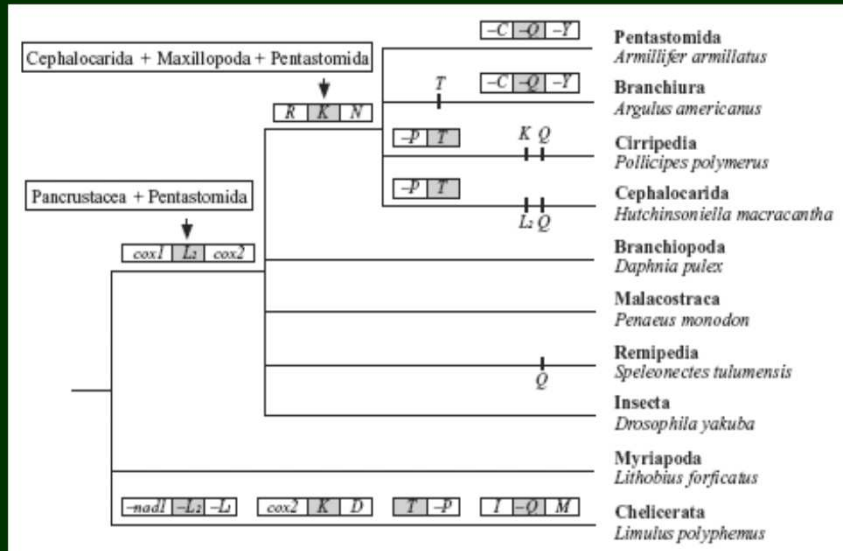 –C –Q –Y
Pentastomida
Armillifer armillatus
Cephalocarida + Maxillopoda + Pentastomida
T
–C –Q –Y
Branchiura
Argulus americanus
R K N
–P T
K Q
Cirripedia
Pollicipes polymerus
Pancrustacea + Pentastomida
–P T
L₂ Q
Cephalocarida
Hutchinsoniella macracantha
cox1 L₂ cox2
Branchiopoda
Daphnia pulex
Malacostraca
Penaeus monodon
Q
Remipedia
Speleonectes tulumensis
Insecta
Drosophila yakuba
Myriapoda
Lithobius forficatus
–nad1 –L₂ –L₁
cox2 K D
T –P
I –Q M
Chelicerata
Limulus polyphemus